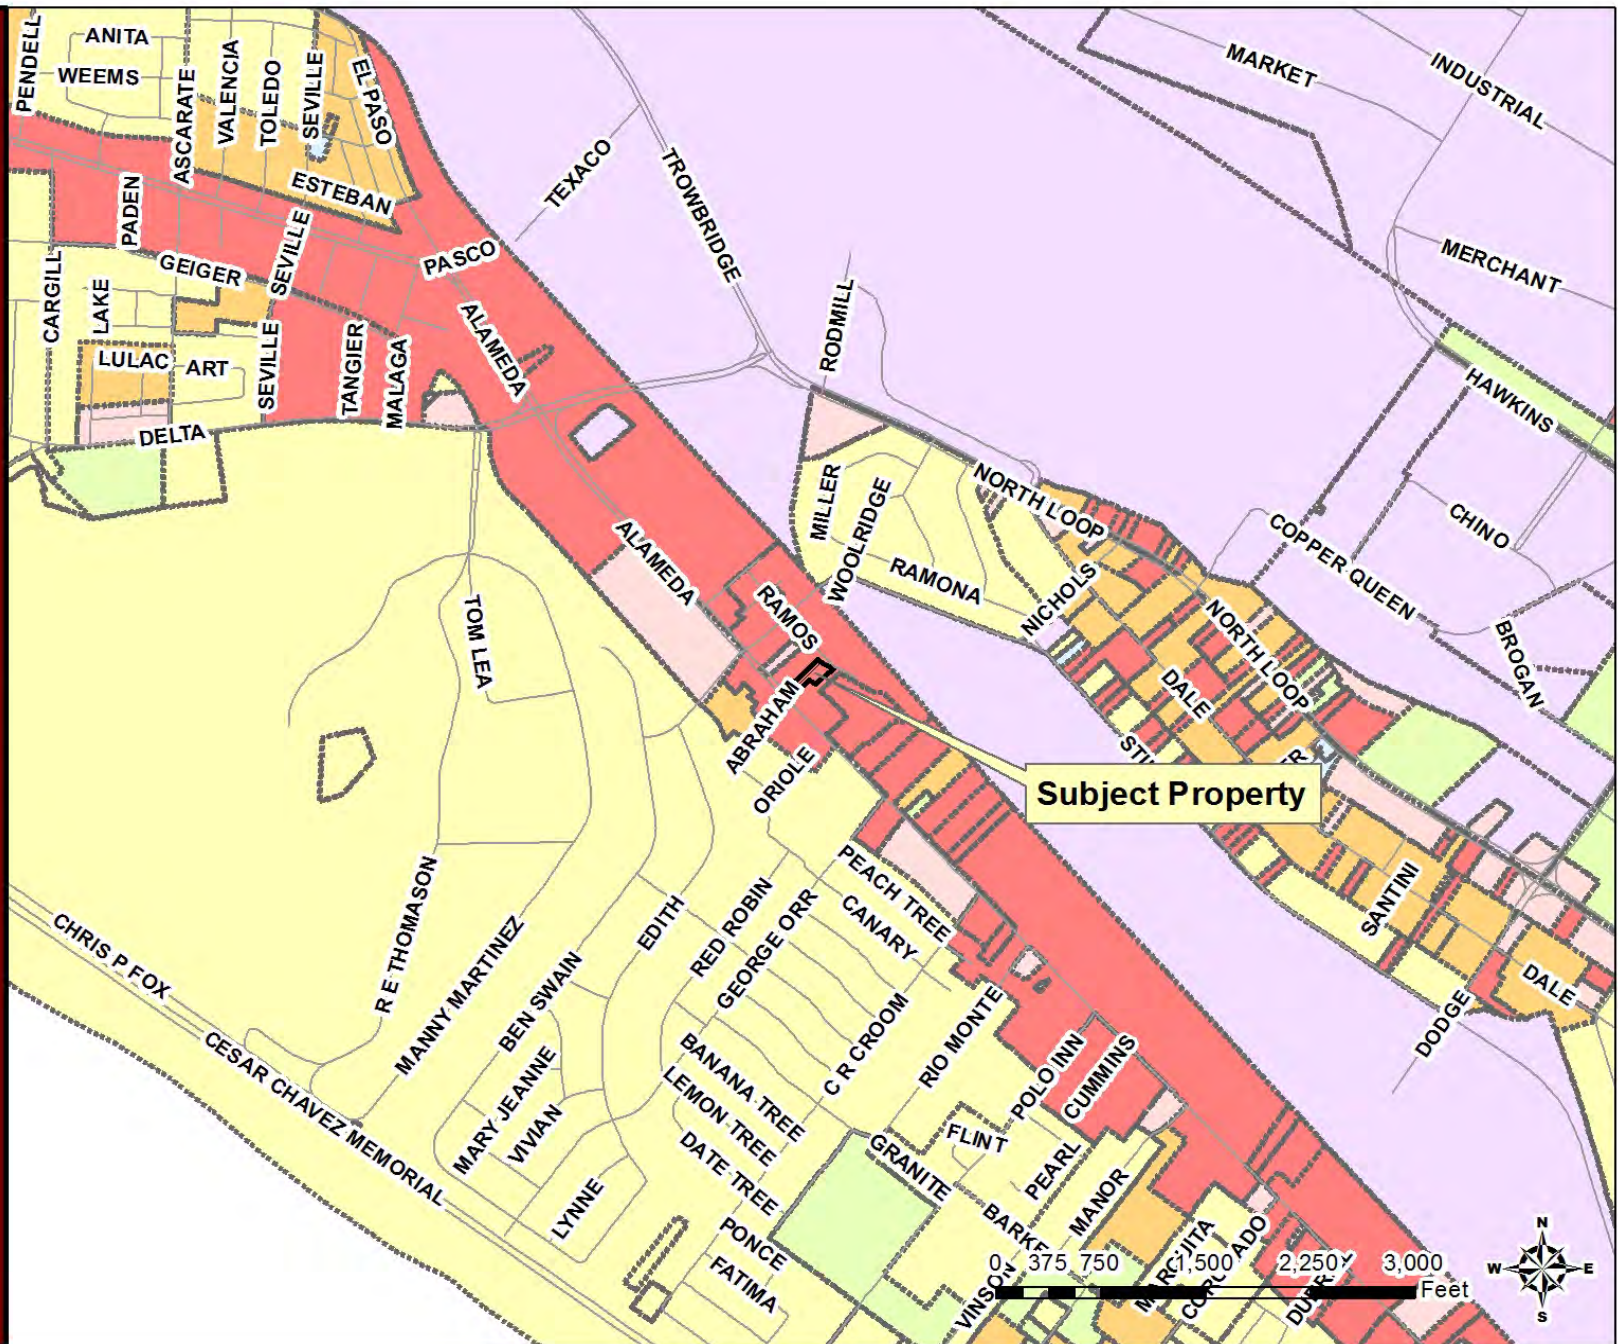 PENDELL
ANITA
WEEMS
ASCARATE
VALENCIA
TOLEDO
SEVILLE
EL PASO
MARKET
INDUSTRIAL
TEXACO
TROWBRIDGE
ESTEBAN
PADEN
SEVILLE
PASCO
GEIGER
CARGILL
LAKE
MERCHANT
RODMILL
ALAMEDA
LULAC
ART
SEVILLE
TANGIER
MALAGA
DELTA
HAWKINS
MILLER
WOOLRIDGE
NORTH LOOP
CHINO
COPPER QUEEN
ALAMEDA
RAMONA
NICHOLS
RAMOS
TOM LEA
NORTH LOOP
BROGAN
DALE
ABRAHAM
ORIOLE
Subject Property
PEACH TREE
CANARY
SANTINI
RED ROBIN
GEORGE ORR
EDITH
R E THOMASON
MANNY MARTINEZ
BEN SWAIN
CHRIS P FOX
DALE
DODGE
C R CROOM
RIO MONTE
POLO INN
CUMMINS
CESAR CHAVEZ MEMORIAL
MARY JEANNE
VIVIAN
BANANA TREE
LEMON TREE
DATE TREE
GRANITE
FLINT
PEARL
MANOR
LYNNE
PONCE
FATIMA
VINSON
0 375 750 1,500 2,250 3,000
Feet
N
W E
S